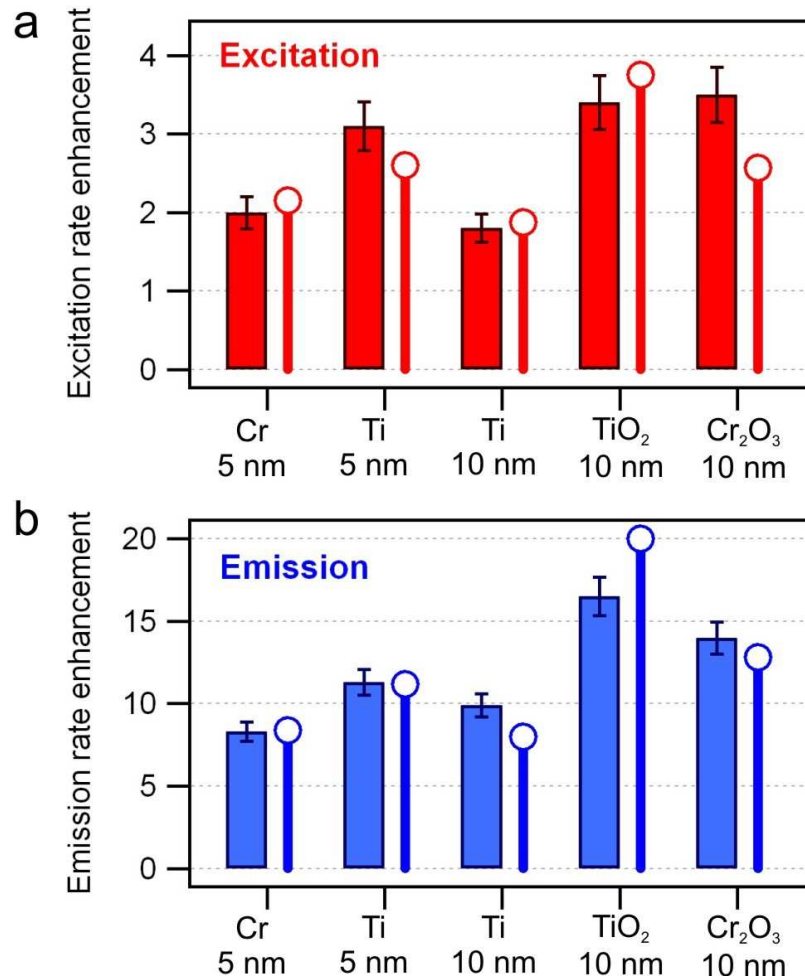 a
Excitation rate enhancement
4
3
2
1
0
Excitation
Cr
5 nm
Ti
5 nm
Ti
10 nm
TiO₂
10 nm
Cr₂O₃
10 nm
b
Emission rate enhancement
20
15
10
5
0
Emission
Cr
5 nm
Ti
5 nm
Ti
10 nm
TiO₂
10 nm
Cr₂O₃
10 nm